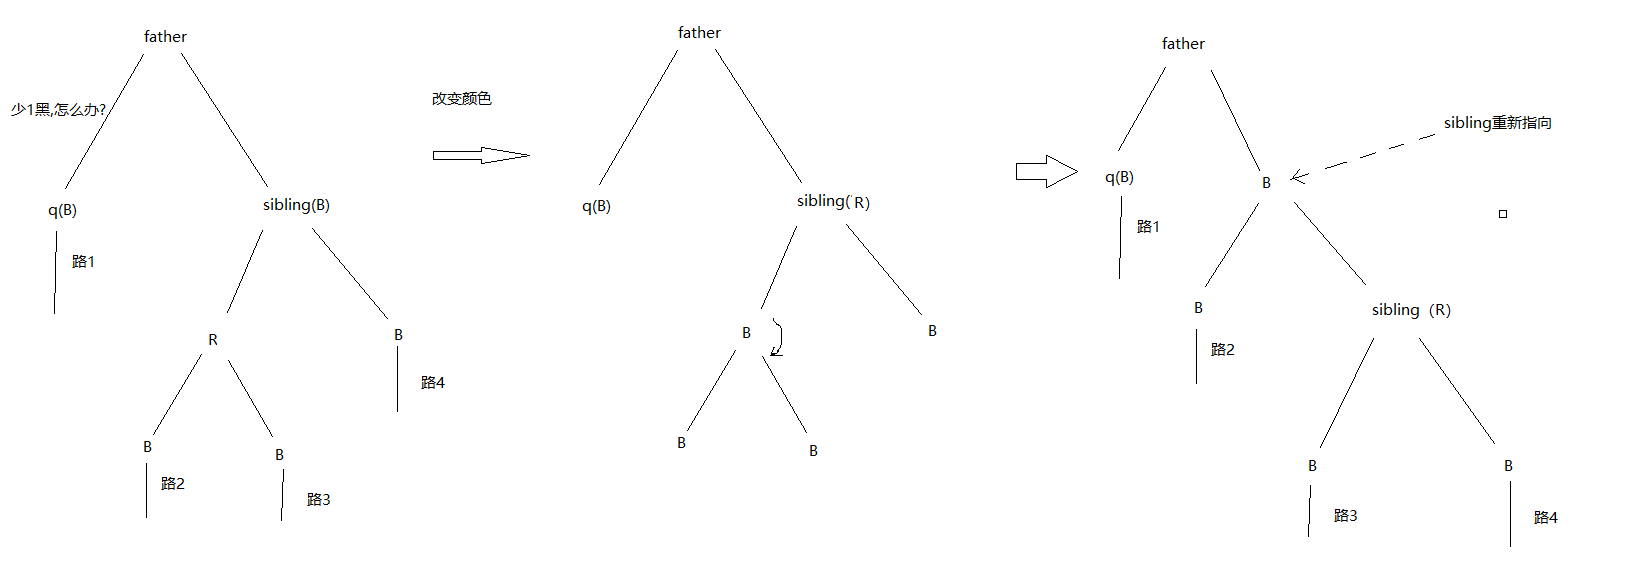 father
少1黑,怎么办?
q(B)
sibling(B)
路1
R
B
路4
B
B
路2
路3
改变颜色
father
q(B)
sibling( R)
B
B
B
B
father
sibling重新指向
q(B)
B
路1
B
sibling（R）
路2
B
B
路3
路4